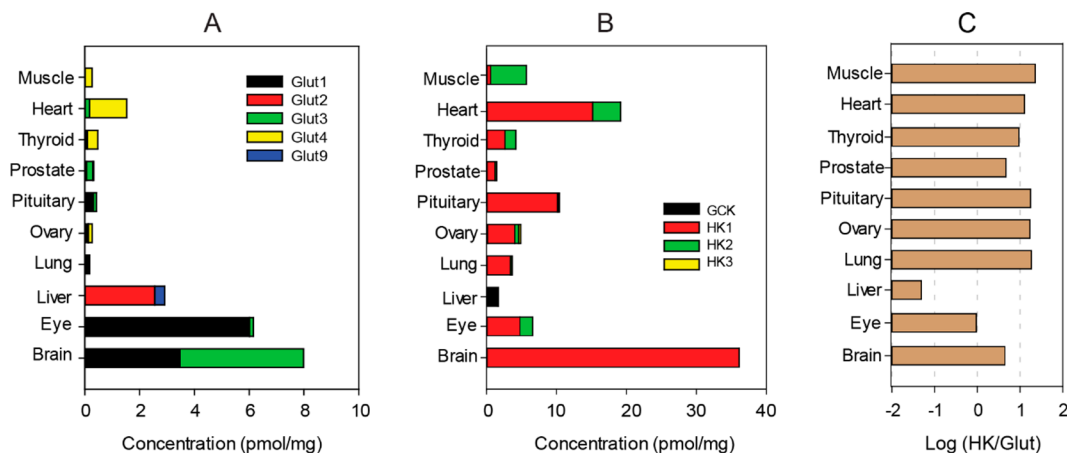 A
Muscle
Heart
Thyroid
Prostate
Pituitary
Ovary
Lung
Liver
Eye
Brain
Glut1
Glut2
Glut3
Glut4
Glut9
0 2 4 6 8 10
Concentration (pmol/mg)
B
Muscle
Heart
Thyroid
Prostate
Pituitary
Ovary
Lung
Liver
Eye
Brain
GCK
HK1
HK2
HK3
0 10 20 30 40
Concentration (pmol/mg)
C
Muscle
Heart
Thyroid
Prostate
Pituitary
Ovary
Lung
Liver
Eye
Brain
-2 -1 0 1 2
Log (HK/Glut)